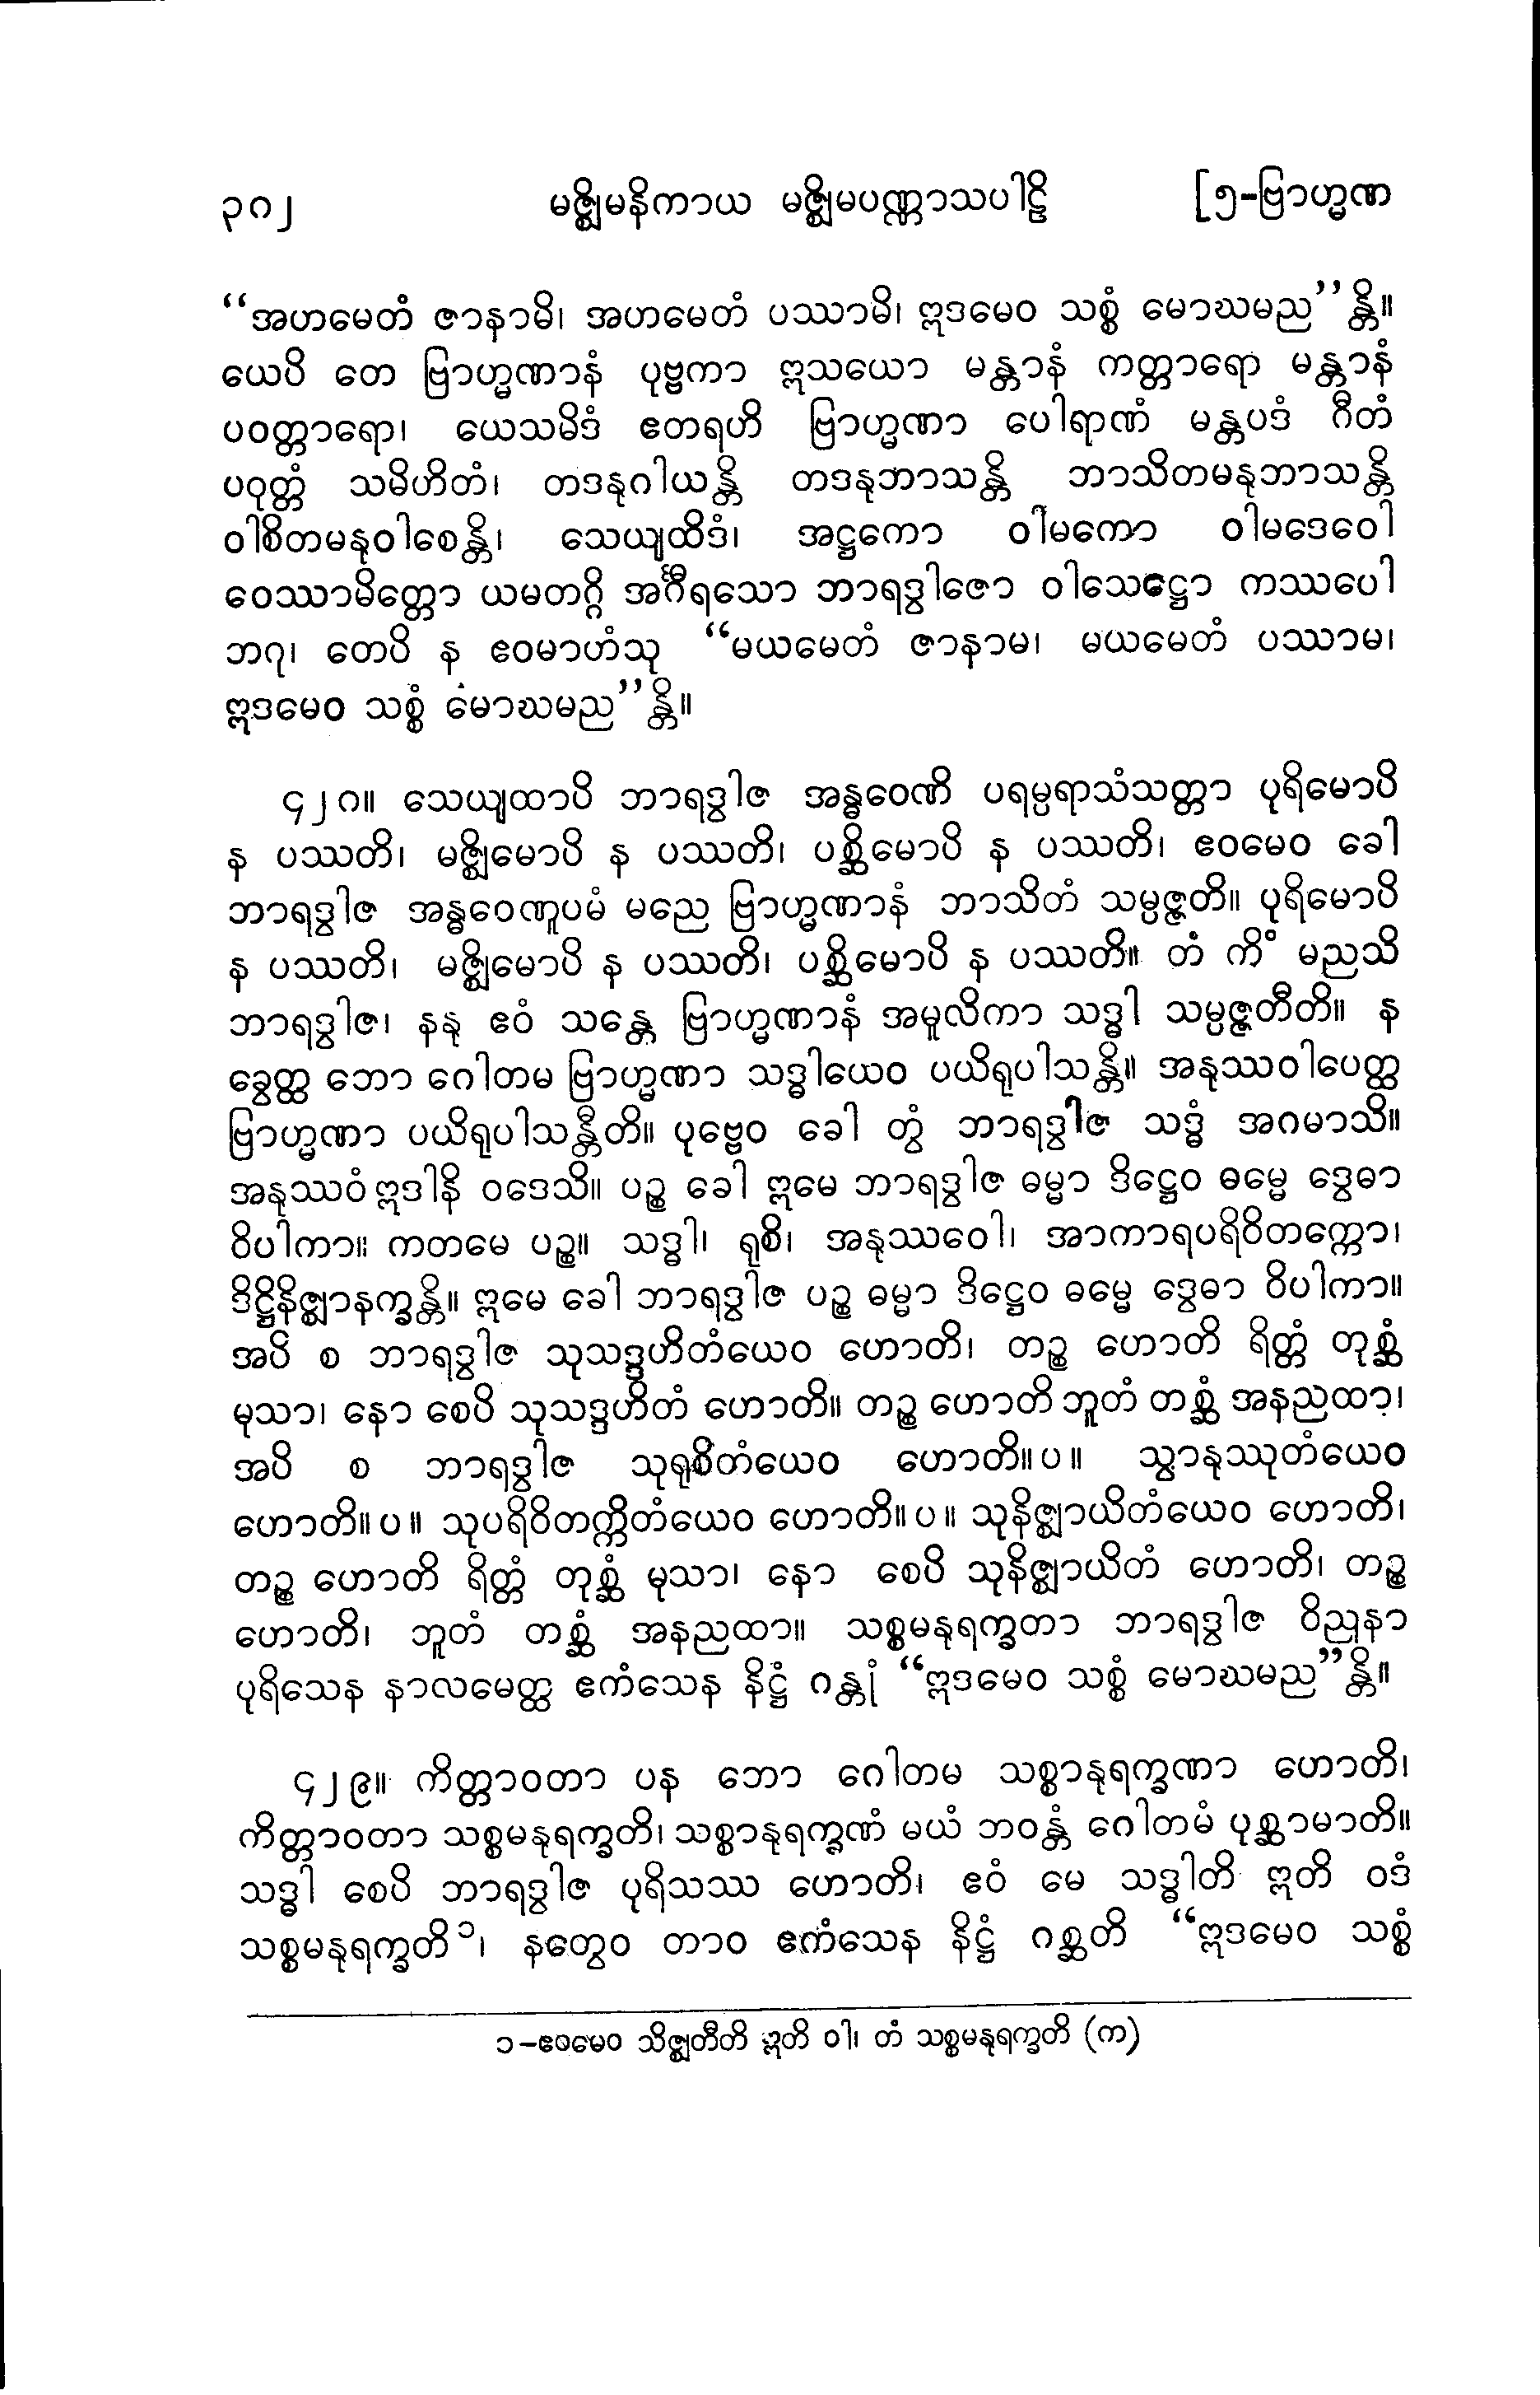 ၃၈၂ မဇ္ဈိမနိကာယ မဇ္ဈိမပဏ္ဏာသပါဠိ [၅-ဗြာဟ္မဏ
“အဟမေတံ ဇာနာမိ၊ အဟမေတံ ပဿာမိ၊ ဣဒမေဝ သစ္စံ မောဃမည”န္တိ။
ယေပိ တေ ဗြာဟ္မဏာနံ ပုဗ္ဗကာ ဣသယော မန္တာနံ ကတ္တာရော မန္တာနံ
ပဝတ္တာရော၊ ယေသမိဒံ ဧတရဟိ ဗြာဟ္မဏာ ပေါရာဏံ မန္တပဒံ ဂီတံ
ပဝုတ္တံ သမိဟိတံ၊ တဒနုဂါယန္တိ တဒနုဘာသန္တိ ဘာသိတမနုဘာသန္တိ
ဝါစိတမနုဝါစေန္တိ၊ သေယျထိဒံ၊ အဋ္ဌကော ဝါမကော ဝါမဒေဝေါ
ဝေဿာမိတ္တော ယမတဂ္ဂိ အင်္ဂီရသော ဘာရဒွါဇော ဝါသေဋ္ဌော ကဿပေါ
ဘဂု၊ တေပိ န ဧဝမာဟံသု “မယမေတံ ဇာနာမ၊ မယမေတံ ပဿာမ၊
ဣဒမေဝ သစ္စံ မောဃမည”န္တိ။
၄၂၈။ သေယျထာပိ ဘာရဒွါဇ အန္ဓဝေဏိ ပရမ္ပရာသံသတ္တာ ပုရိမောပိ
န ပဿတိ၊ မဇ္ဈိမောပိ န ပဿတိ၊ ပစ္ဆိမောပိ န ပဿတိ၊ ဧဝမေဝ ခေါ
ဘာရဒွါဇ အန္ဓဝေဏူပမံ မညေ ဗြာဟ္မဏာနံ ဘာသိတံ သမ္ပဇ္ဇတိ။ ပုရိမောပိ
န ပဿတိ၊ မဇ္ဈိမောပိ န ပဿတိ၊ ပစ္ဆိမောပိ န ပဿတိ။ တံ ကိံ မညသိ
ဘာရဒွါဇ၊ နနု ဧဝံ သန္တေ ဗြာဟ္မဏာနံ အမူလိကာ သဒ္ဓါ သမ္ပဇ္ဇတီတိ။ န
ခွေတ္ထ ဘော ဂေါတမ ဗြာဟ္မဏာ သဒ္ဓါယေဝ ပယိရုပါသန္တိ။ အနုဿဝါပေတ္ထ
ဗြာဟ္မဏာ ပယိရုပါသန္တီတိ။ ပုဗ္ဗေဝ ခေါ တွံ ဘာရဒွါဇ သဒ္ဓံ အဂမာသိ။
အနုဿဝံ ဣဒါနိ ဝဒေသိ။ ပဉ္စ ခေါ ဣမေ ဘာရဒွါဇ ဓမ္မာ ဒိဋ္ဌေဝ ဓမ္မေ ဒွေဓာ
ဝိပါကာ။ ကတမေ ပဉ္စ။ သဒ္ဓါ၊ ရုစိ၊ အနုဿဝေါ၊ အာကာရပရိဝိတက္ကော၊
ဒိဋ္ဌိနိဇ္ဈာနက္ခန္တိ။ ဣမေ ခေါ ဘာရဒွါဇ ပဉ္စ ဓမ္မာ ဒိဋ္ဌေဝ ဓမ္မေ ဒွေဓာ ဝိပါကာ။
အပိ စ ဘာရဒွါဇ သုသဒ္ဒဟိတံယေဝ ဟောတိ၊ တဉ္စ ဟောတိ ရိတ္တံ တုစ္ဆံ
မုသာ၊ နော စေပိ သုသဒ္ဒဟိတံ ဟောတိ။ တဉ္စ ဟောတိ ဘူတံ တစ္ဆံ အနညထာ၊
အပိ စ ဘာရဒွါဇ သုရုစိတံယေဝ ဟောတိ။ပ။ သွာနုဿုတံယေဝ
ဟောတိ။ပ။ သုပရိဝိတက္ကိတံယေဝ ဟောတိ။ပ။ သုနိဇ္ဈာယိတံယေဝ ဟောတိ၊
တဉ္စ ဟောတိ ရိတ္တံ တုစ္ဆံ မုသာ၊ နော စေပိ သုနိဇ္ဈာယိတံ ဟောတိ၊ တဉ္စ
ဟောတိ၊ ဘူတံ တစ္ဆံ အနညထာ။ သစ္စမနုရက္ခတာ ဘာရဒွါဇ ဝိညုနာ
ပုရိသေန နာလမေတ္ထ ဧကံသေန နိဋ္ဌံ ဂန္တုံ “ဣဒမေဝ သစ္စံ မောဃမည”န္တိ။
၄၂၉။ ကိတ္တာဝတာ ပန ဘော ဂေါတမ သစ္စာနုရက္ခဏာ ဟောတိ၊
ကိတ္တာဝတာ သစ္စမနုရက္ခတိ၊ သစ္စာနုရက္ခဏံ မယံ ဘဝန္တံ ဂေါတမံ ပုစ္ဆာမာတိ။
သဒ္ဓါ စေပိ ဘာရဒွါဇ ပုရိသဿ ဟောတိ၊ ဧဝံ မေ သဒ္ဓါတိ ဣတိ ဝဒံ
သစ္စမနုရက္ခတိ၁၊ နတွေဝ တာဝ ဧကံသေန နိဋ္ဌံ ဂစ္ဆတိ “ဣဒမေဝ သစ္စံ
၁-ဧဝမေဝ သိဇ္ဈတီတိ ဣတိ ဝါ၊ တံ သစ္စမနုရက္ခတိ (က)